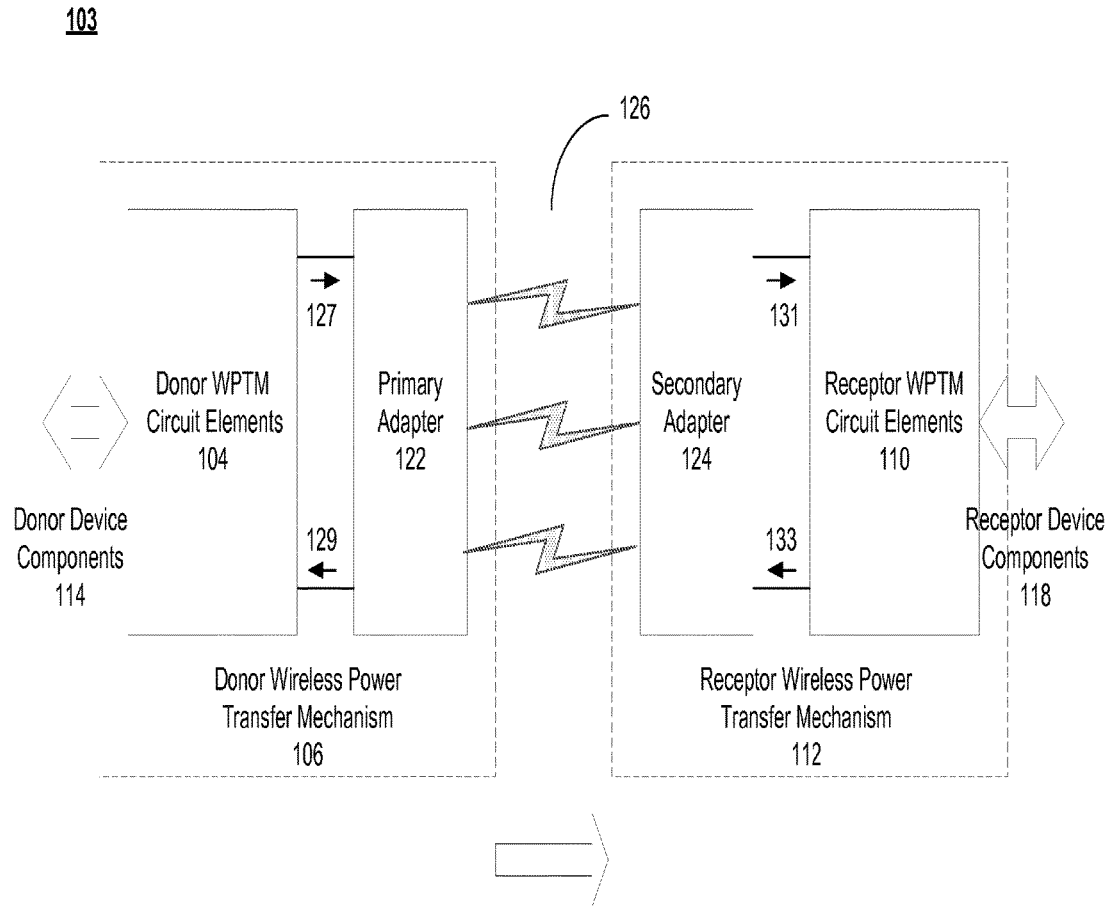 103
126
127
131
Donor WPTM
Circuit Elements
104
Primary
Adapter
122
Secondary
Adapter
124
Receptor WPTM
Circuit Elements
110
Donor Device
Components
114
129
133
Receptor Device
Components
118
Donor Wireless Power
Transfer Mechanism
106
Receptor Wireless Power
Transfer Mechanism
112